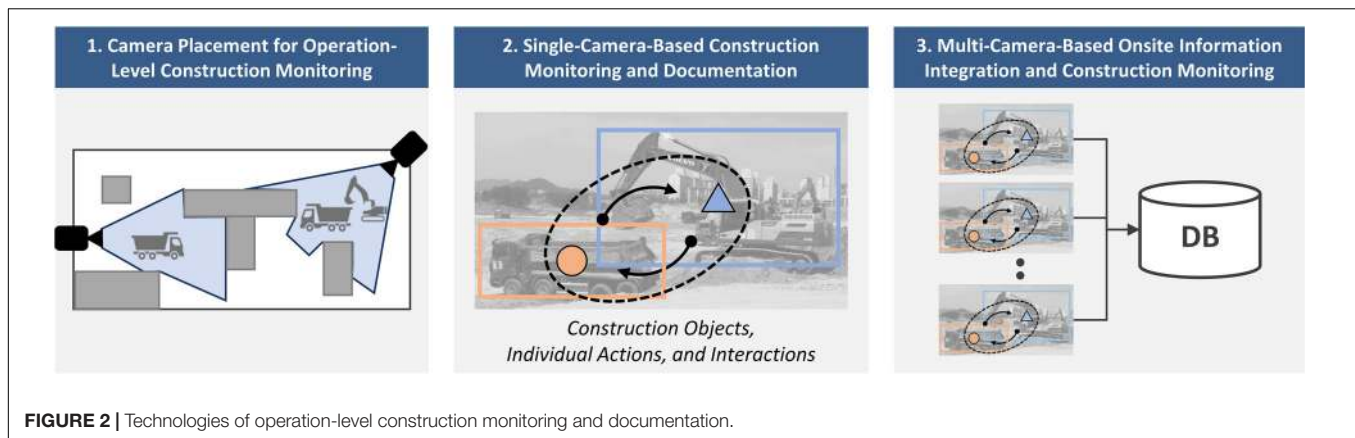 1. Camera Placement for Operation-
Level Construction Monitoring
2. Single-Camera-Based Construction
Monitoring and Documentation
3. Multi-Camera-Based Onsite Information
Integration and Construction Monitoring
Construction Objects,
Individual Actions, and Interactions
DB
FIGURE 2 | Technologies of operation-level construction monitoring and documentation.